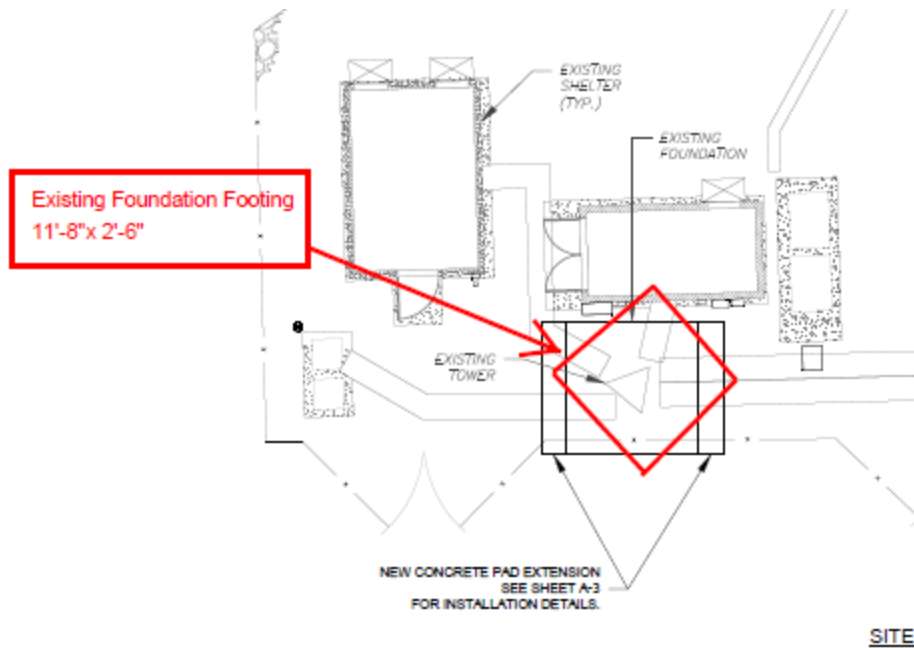 EXISTING
SHELTER
(TYP.)
EXISTING
FOUNDATION
Existing Foundation Footing
11'-8"x 2'-6"
EXISTING
TOWER
NEW CONCRETE PAD EXTENSION
SEE SHEET A-3
FOR INSTALLATION DETAILS.
SITE